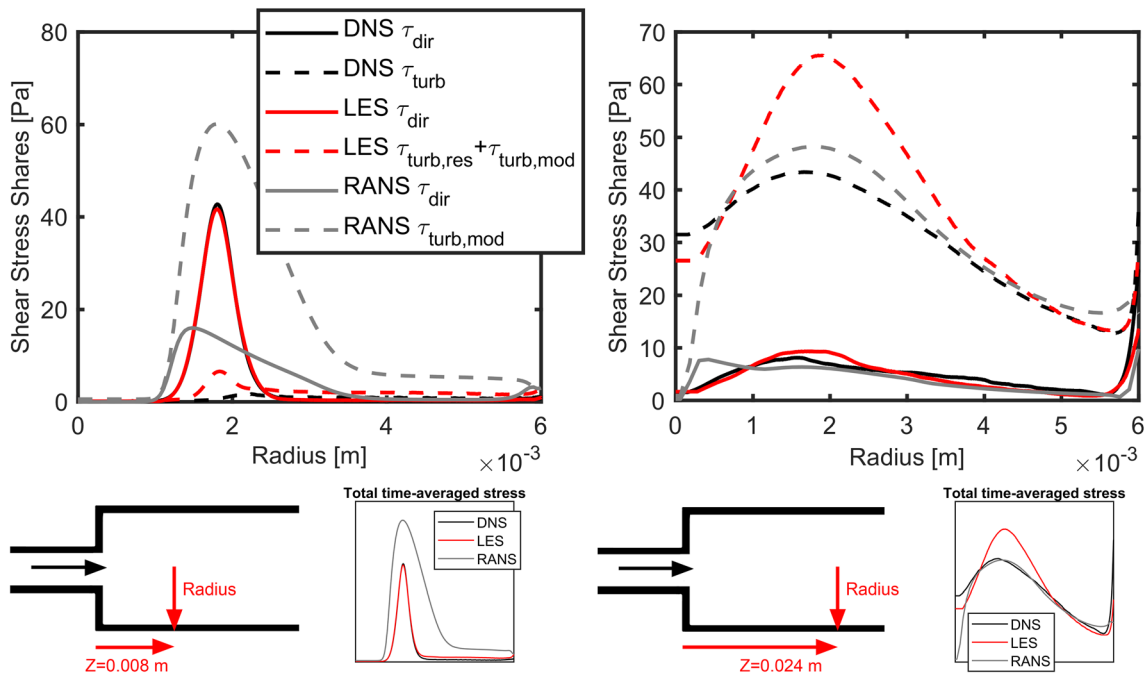 80
60
40
20
0
Shear Stress Shares [Pa]
0 2 4 6
Radius [m]
×10⁻³
DNS τ_dir
DNS τ_turb
LES τ_dir
LES τ_turb,res+τ_turb,mod
RANS τ_dir
RANS τ_turb,mod
70
60
50
40
30
20
10
0
Shear Stress Shares [Pa]
0 1 2 3 4 5 6
Radius [m]
×10⁻³
Radius
Z=0.008 m
Total time-averaged stress
DNS
LES
RANS
Radius
Z=0.024 m
Total time-averaged stress
DNS
LES
RANS